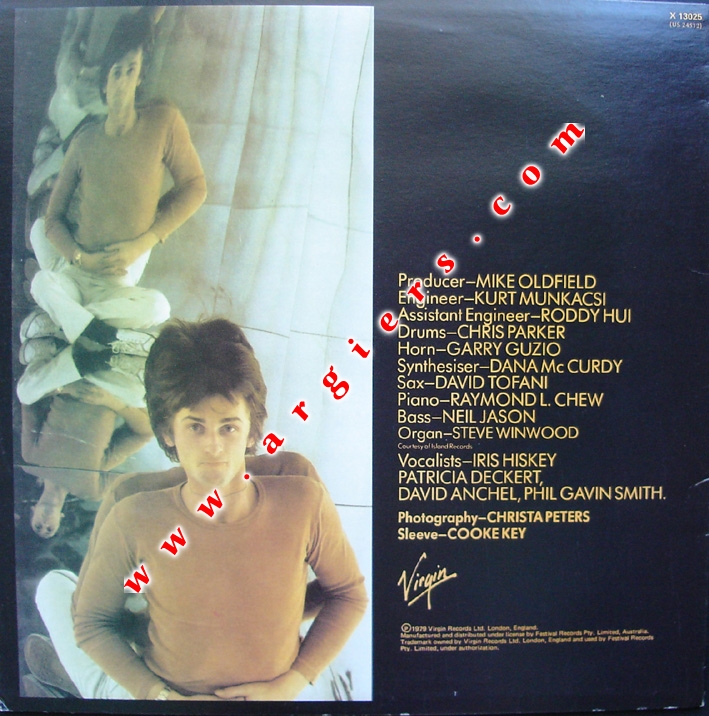 X 13025
(US 24512)
www.argiers.com
Producer–MIKE OLDFIELD
Engineer–KURT MUNKACSI
Assistant Engineer–RODDY HUI
Drums–CHRIS PARKER
Horn–GARRY GUZIO
Synthesiser–DANA Mc CURDY
Sax–DAVID TOFANI
Piano–RAYMOND L. CHEW
Bass–NEIL JASON
Organ–STEVE WINWOOD
Courtesy of Island Records
Vocalists–IRIS HISKEY
PATRICIA DECKERT,
DAVID ANCHEL, PHIL GAVIN SMITH.
Photography–CHRISTA PETERS
Sleeve–COOKE KEY
Virgin
Ⓟ1979 Virgin Records Ltd. London, England.
Manufactured and distributed under license by Festival Records Pty. Limited, Australia.
Trademark owned by Virgin Records Ltd. London, England and used by Festival Records
Pty. Limited, under authorization.